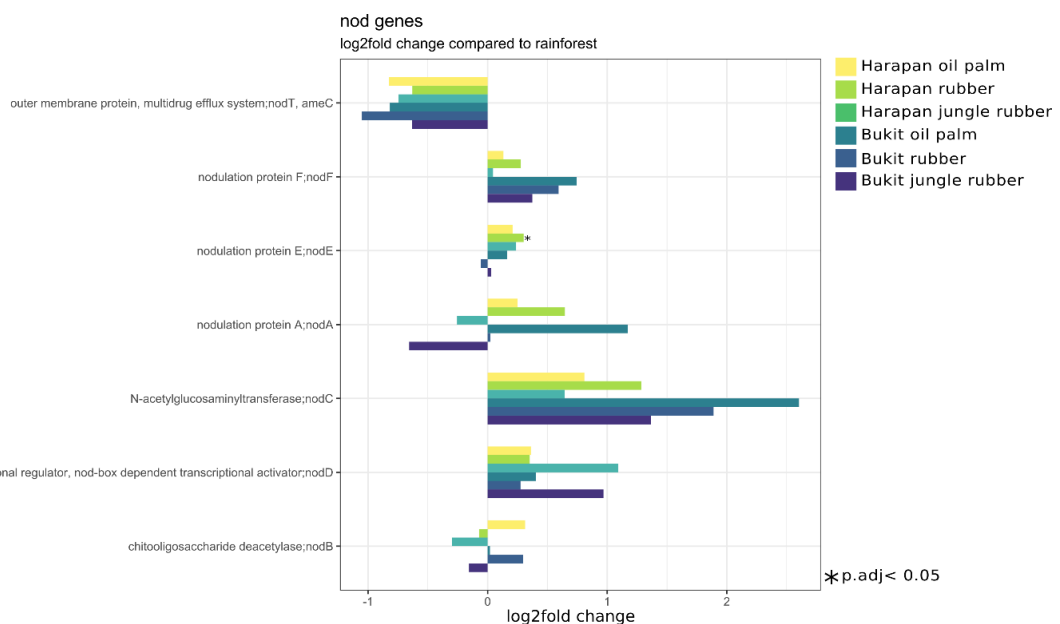 nod genes
log2fold change compared to rainforest
Harapan oil palm
Harapan rubber
Harapan jungle rubber
Bukit oil palm
Bukit rubber
Bukit jungle rubber
outer membrane protein, multidrug efflux system;nodT, ameC
nodulation protein F;nodF
nodulation protein E;nodE
*
nodulation protein A;nodA
N-acetylglucosaminyltransferase;nodC
onal regulator, nod-box dependent transcriptional activator;nodD
chitooligosaccharide deacetylase;nodB
* p.adj< 0.05
-1 0 1 2
log2fold change